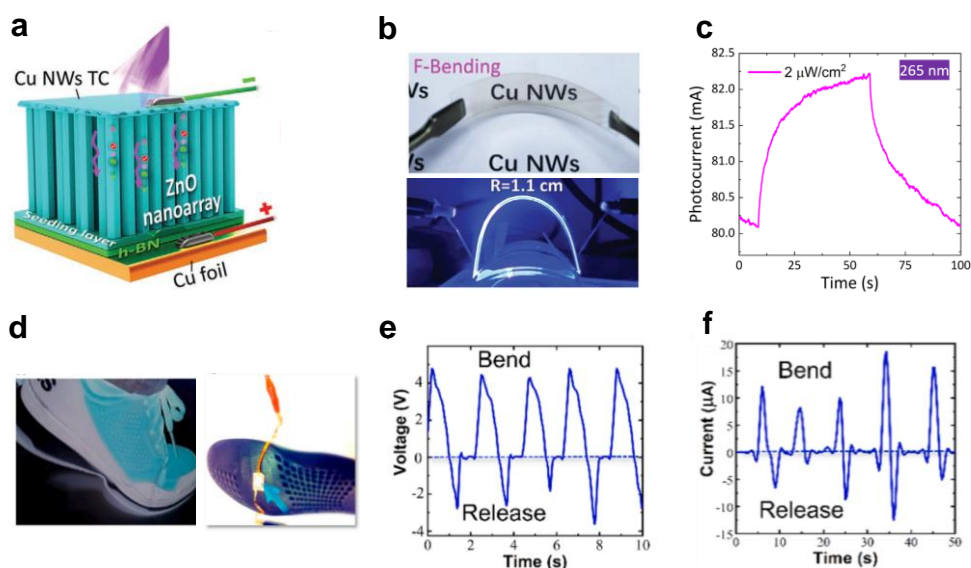 a
Cu NWs TC
ZnO
nanoarray
Seeding layer
h-BN
Cu foil
b
F-Bending
Vs
Cu NWs
Vs
Cu NWs
R=1.1 cm
c
82.5
82.0
81.5
81.0
80.5
80.0
Photocurrent (mA)
2 μW/cm²
265 nm
0
25
50
75
100
Time (s)
d
e
4
2
0
-2
-4
Voltage (V)
Bend
Release
0
2
4
6
8
10
Time (s)
f
20
15
10
5
0
-5
-10
-15
Current (μA)
Bend
Release
0
10
20
30
40
50
Time (s)